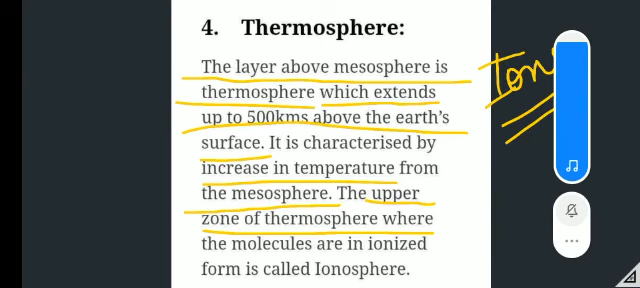 4. Thermosphere:
The layer above mesosphere is
thermosphere which extends
up to 500kms above the earth's
surface. It is characterised by
increase in temperature from
the mesosphere. The upper
zone of thermosphere where
the molecules are in ionized
form is called Ionosphere.
Ion